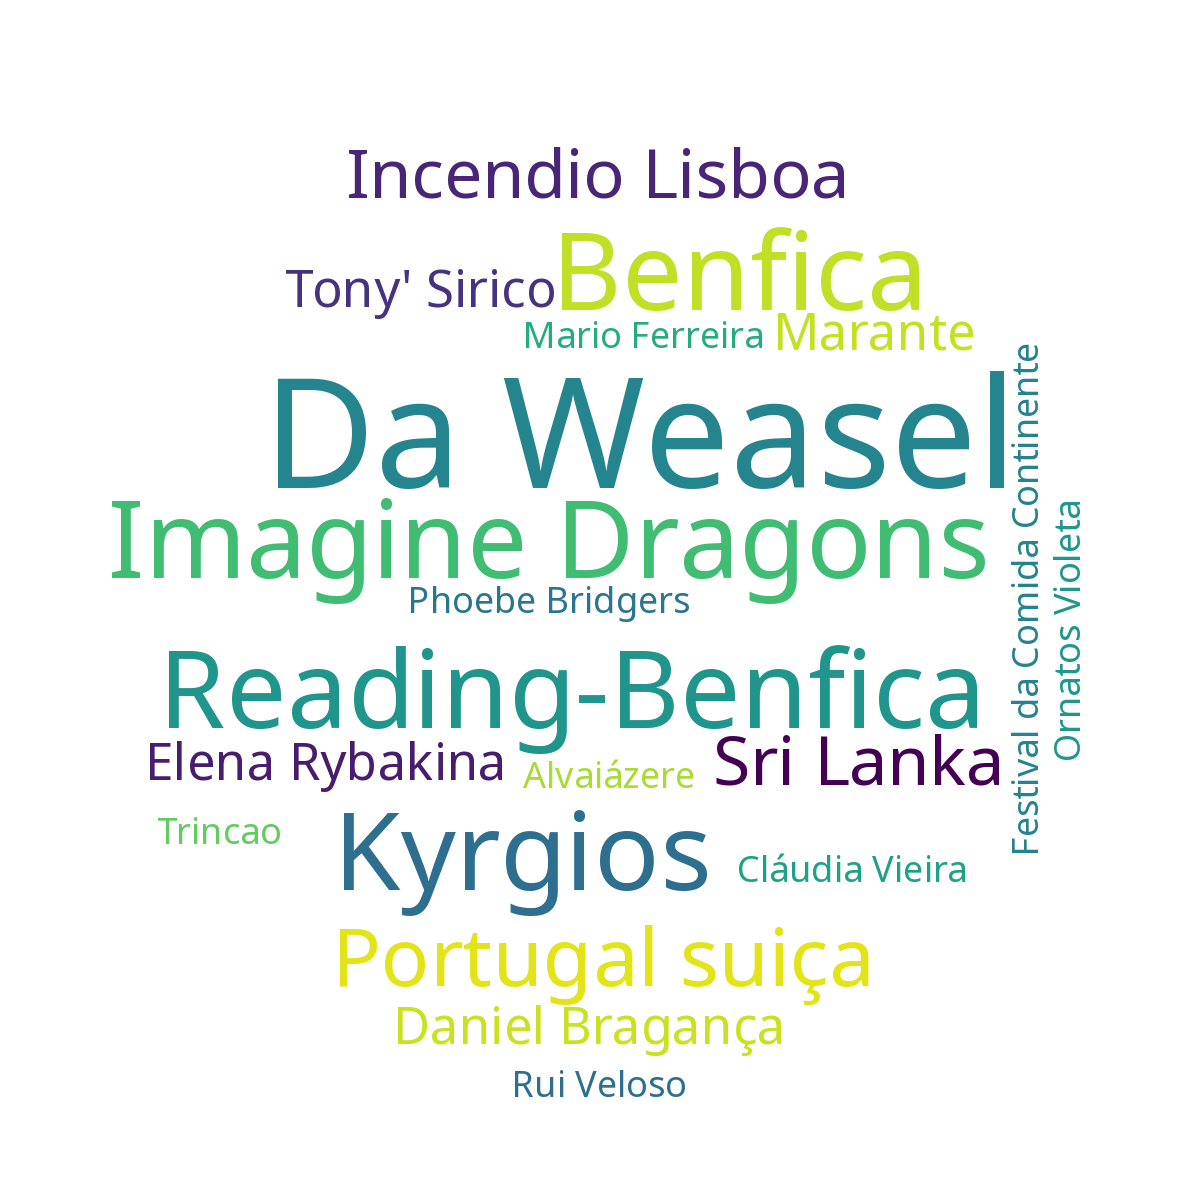 Incendio Lisboa
Benfica
Tony' Sirico
Mario Ferreira
Marante
Da Weasel
Imagine Dragons
Phoebe Bridgers
Festival da Comida Continente
Ornatos Violeta
Reading-Benfica
Elena Rybakina
Alvaiázere
Sri Lanka
Trincao
Kyrgios
Cláudia Vieira
Portugal suiça
Daniel Bragança
Rui Veloso